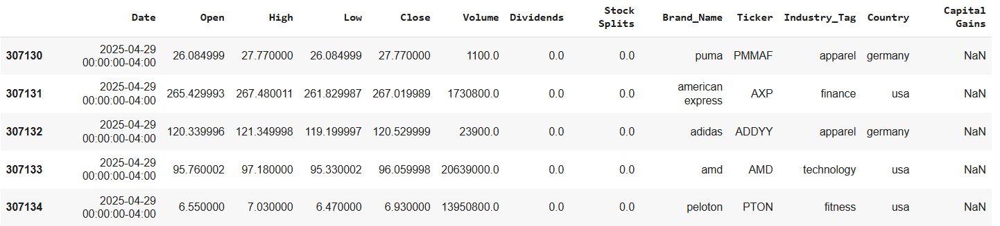 Date Open High Low Close Volume Dividends Stock Splits Brand_Name Ticker Industry_Tag Country Capital Gains
307130 2025-04-29 00:00:00-04:00 26.084999 27.770000 26.084999 27.770000 1100.0 0.0 0.0 puma PMMAF apparel germany NaN
307131 2025-04-29 00:00:00-04:00 265.429993 267.480011 261.829987 267.019989 1730800.0 0.0 0.0 american express AXP finance usa NaN
307132 2025-04-29 00:00:00-04:00 120.339996 121.349998 119.199997 120.529999 23900.0 0.0 0.0 adidas ADDYY apparel germany NaN
307133 2025-04-29 00:00:00-04:00 95.760002 97.180000 95.330002 96.059998 20639000.0 0.0 0.0 amd AMD technology usa NaN
307134 2025-04-29 00:00:00-04:00 6.550000 7.030000 6.470000 6.930000 13950800.0 0.0 0.0 peloton PTON fitness usa NaN